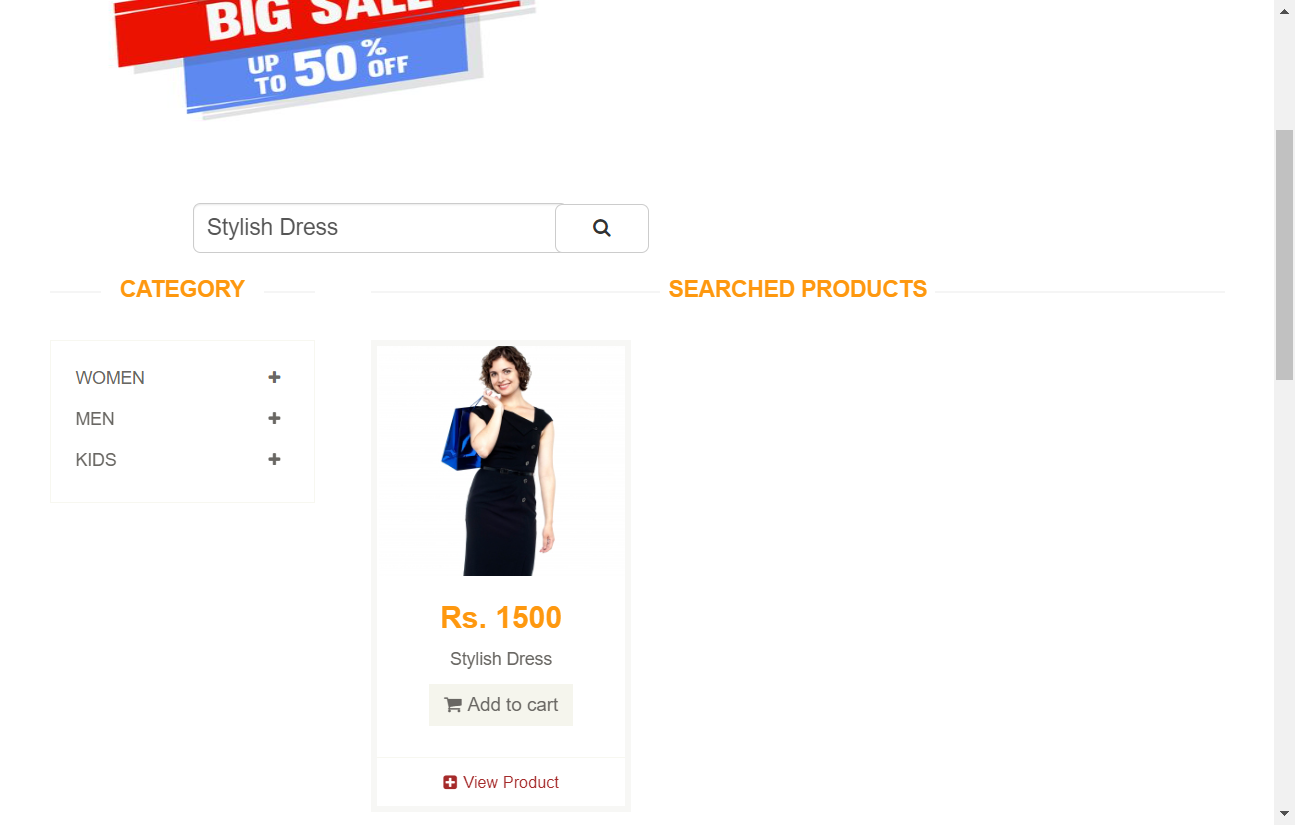 BIG SALE
UP TO 50% OFF
Stylish Dress
CATEGORY
SEARCHED PRODUCTS
WOMEN
MEN
KIDS
Rs. 1500
Stylish Dress
Add to cart
View Product